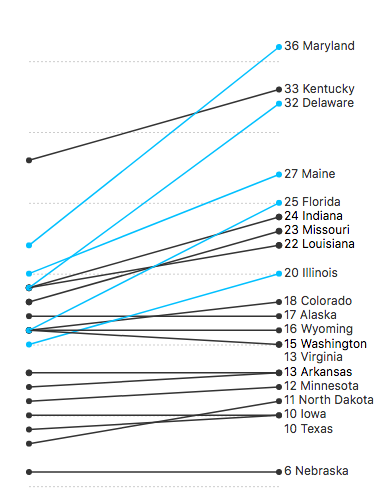 36 Maryland
33 Kentucky
32 Delaware
27 Maine
25 Florida
24 Indiana
23 Missouri
22 Louisiana
20 Illinois
18 Colorado
17 Alaska
16 Wyoming
15 Washington
13 Virginia
13 Arkansas
12 Minnesota
11 North Dakota
10 Iowa
10 Texas
6 Nebraska